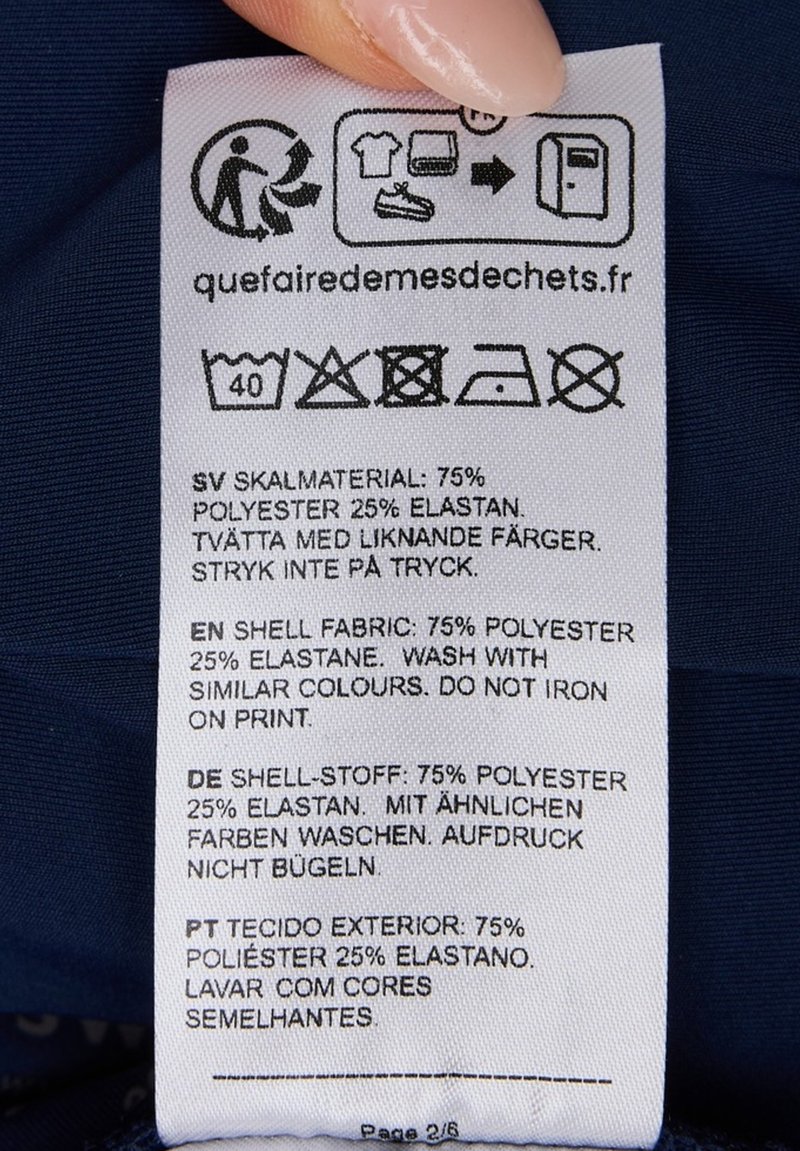 FR
quefairedemesdechets.fr
40
SV SKALMATERIAL: 75%
POLYESTER 25% ELASTAN.
TVÄTTA MED LIKNANDE FÄRGER.
STRYK INTE PÅ TRYCK.
EN SHELL FABRIC: 75% POLYESTER
25% ELASTANE. WASH WITH
SIMILAR COLOURS. DO NOT IRON
ON PRINT.
DE SHELL-STOFF: 75% POLYESTER
25% ELASTAN. MIT ÄHNLICHEN
FARBEN WASCHEN. AUFDRUCK
NICHT BÜGELN.
PT TECIDO EXTERIOR: 75%
POLIÉSTER 25% ELASTANO.
LAVAR COM CORES
SEMELHANTES.
Page 2/6